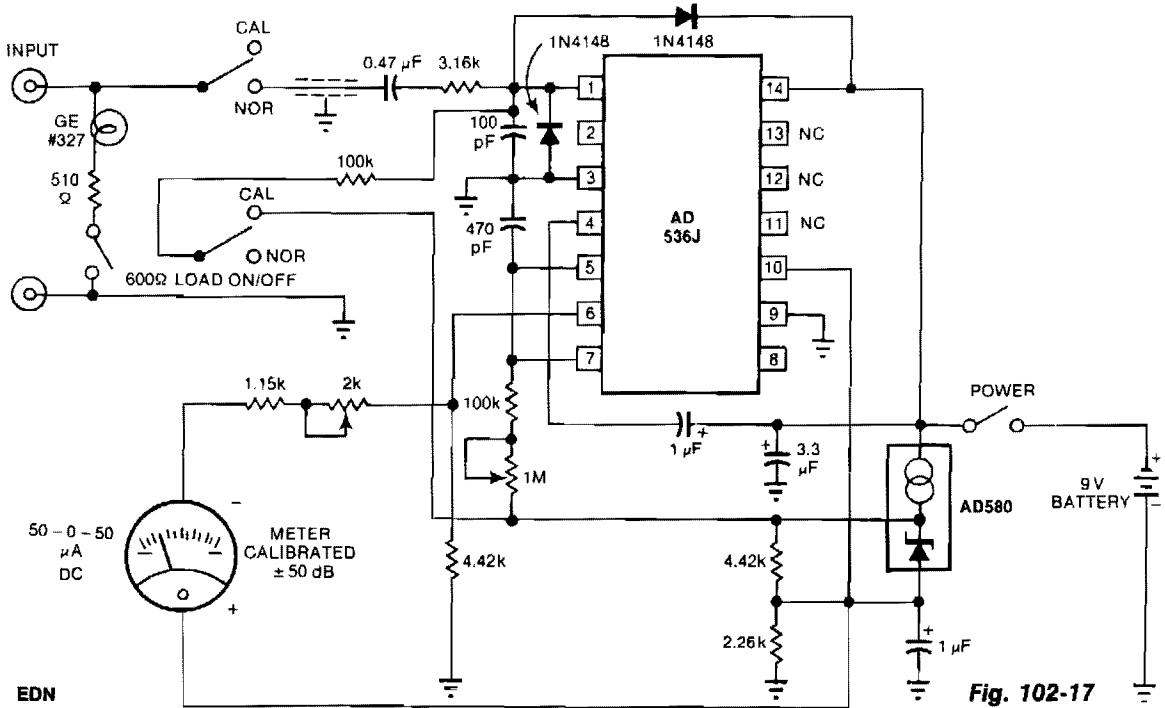 INPUT
CAL
NOR
0.47 µF
3.16k
1N4148
1N4148
GE
#327
510
Ω
100
pF
100k
CAL
NOR
470
pF
600Ω LOAD ON/OFF
1
2
3
4
5
6
7
14
13
12
11
10
9
8
NC
NC
NC
AD
536J
1.15k
2k
100k
1M
1 µF
+
+
3.3
µF
POWER
+
−
9V
BATTERY
AD580
50 – 0 – 50
µA
DC
−
+
METER
CALIBRATED
± 50 dB
4.42k
4.42k
2.26k
+
1 µF
EDN
Fig. 102-17